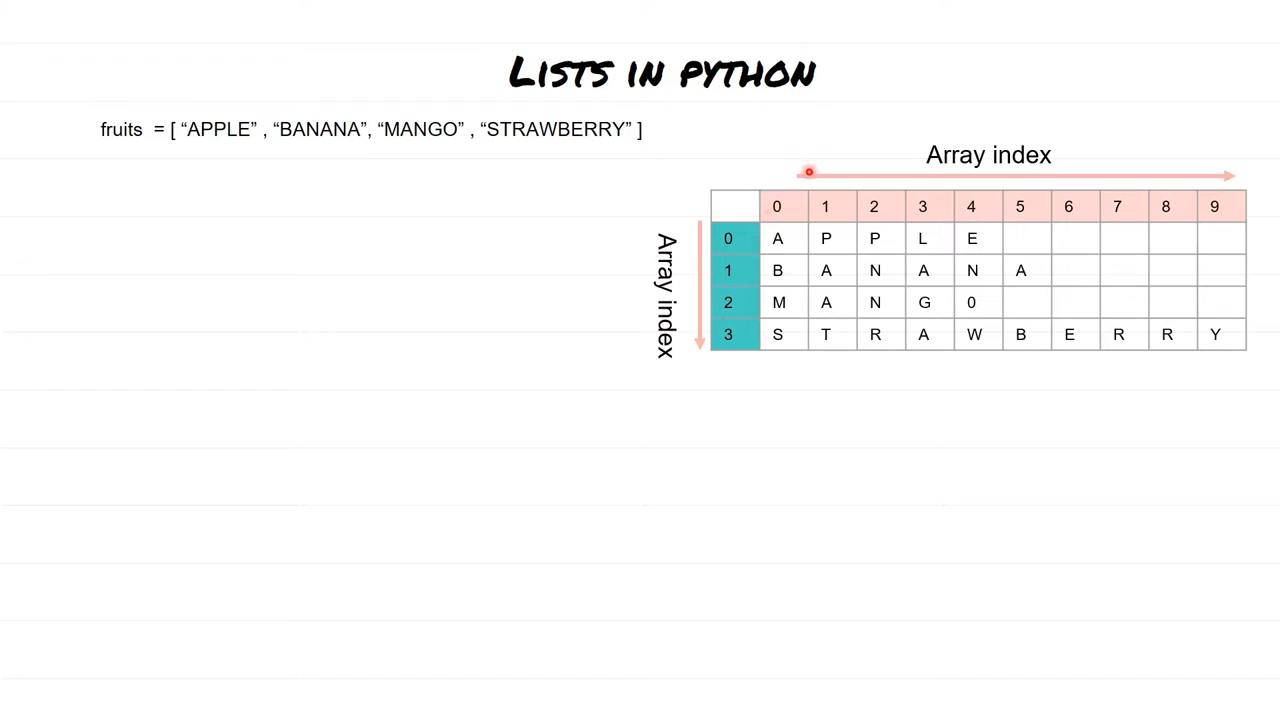 LISTS IN PYTHON
fruits = [ “APPLE” , “BANANA”, “MANGO” , “STRAWBERRY” ]
Array index
Array index
0 1 2 3 4 5 6 7 8 9
0 A P P L E
1 B A N A N A
2 M A N G 0
3 S T R A W B E R R Y